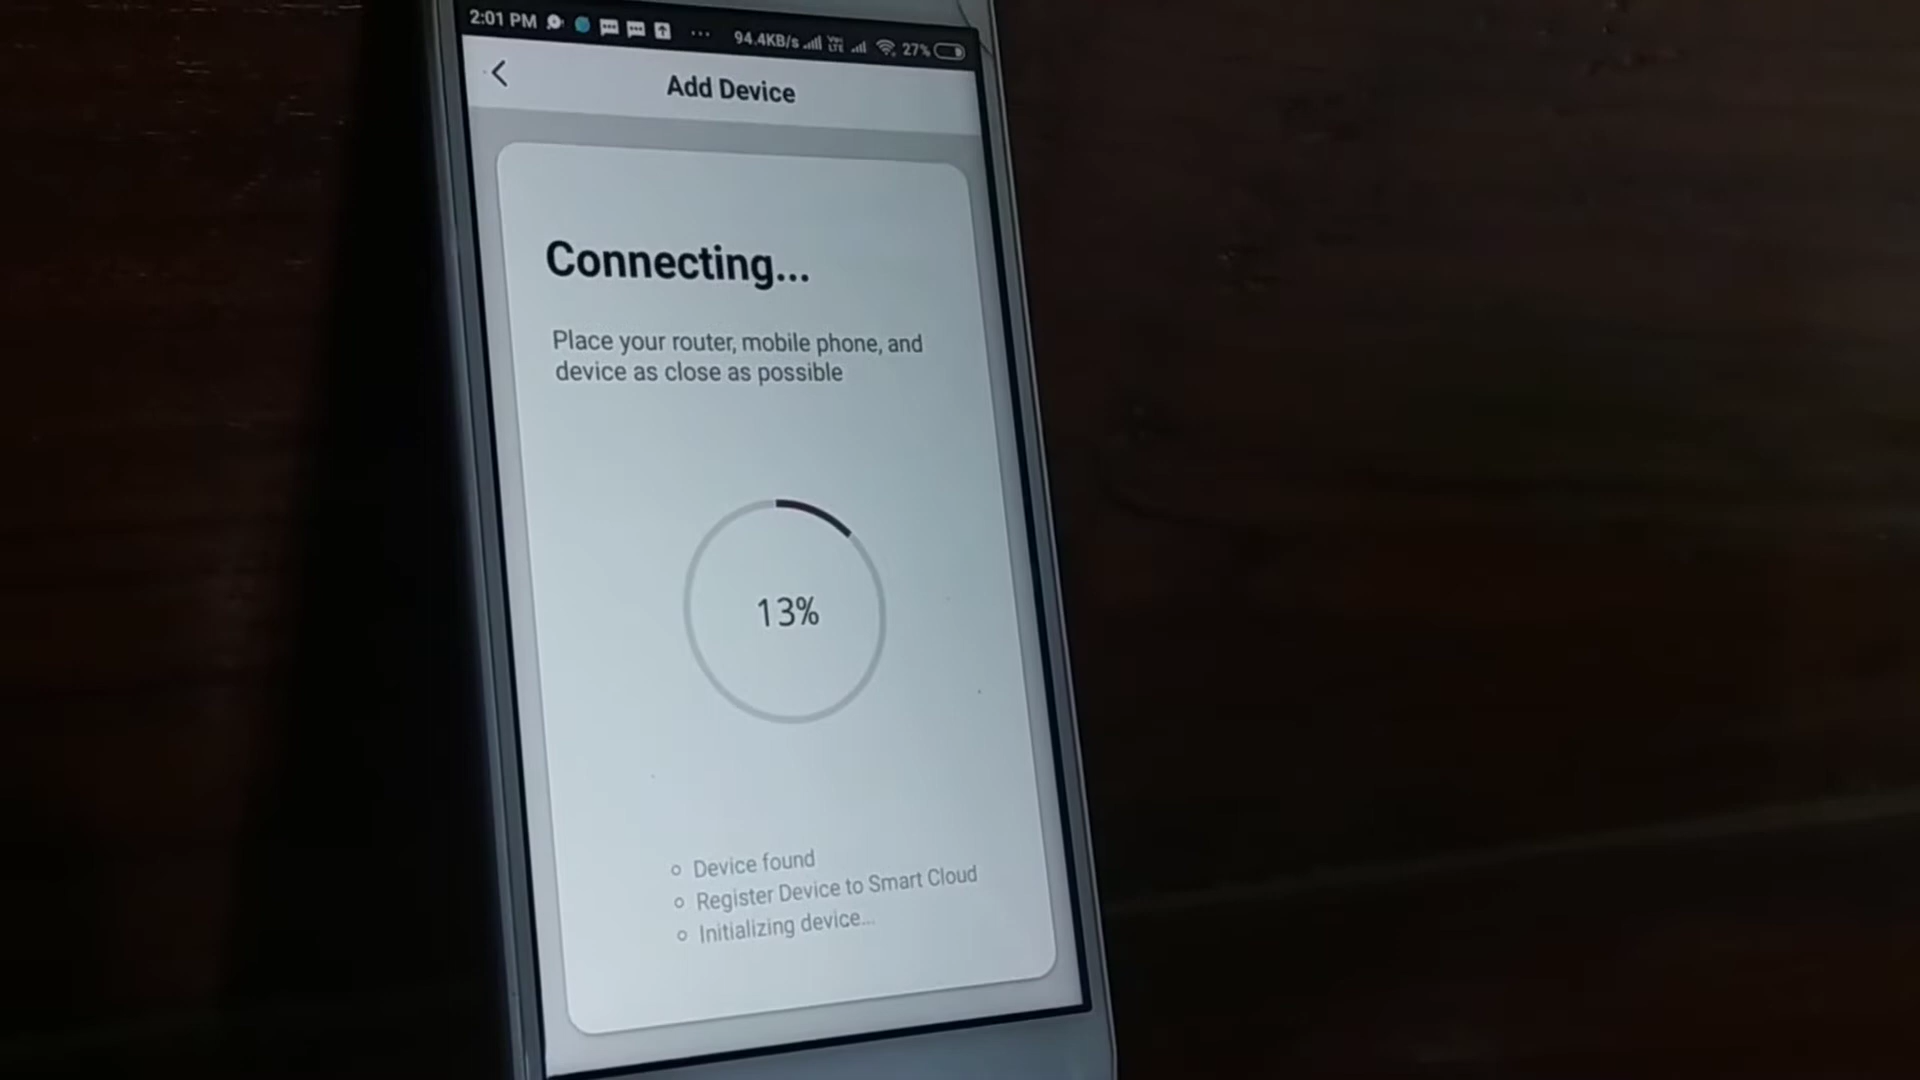 2:01 PM ... 94.4KB/s 27%
Add Device
Connecting...
Place your router, mobile phone, and
device as close as possible
13%
Device found
Register Device to Smart Cloud
Initializing device...